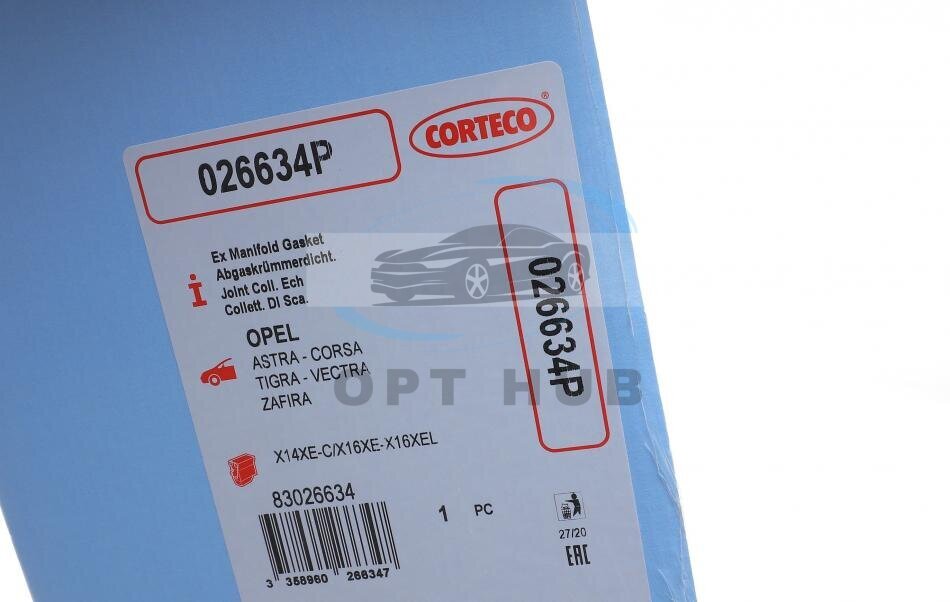 026634P
CORTECO®
026634P
Ex Manifold Gasket
Abgaskrümmerdicht.
Joint Coll. Ech
Collett. DI Sca.
OPEL
ASTRA - CORSA
TIGRA - VECTRA
ZAFIRA
OPT HUB
X14XE-C/X16XE-X16XEL
83026634
1 PC
27/20
EAC
3 358960 266347